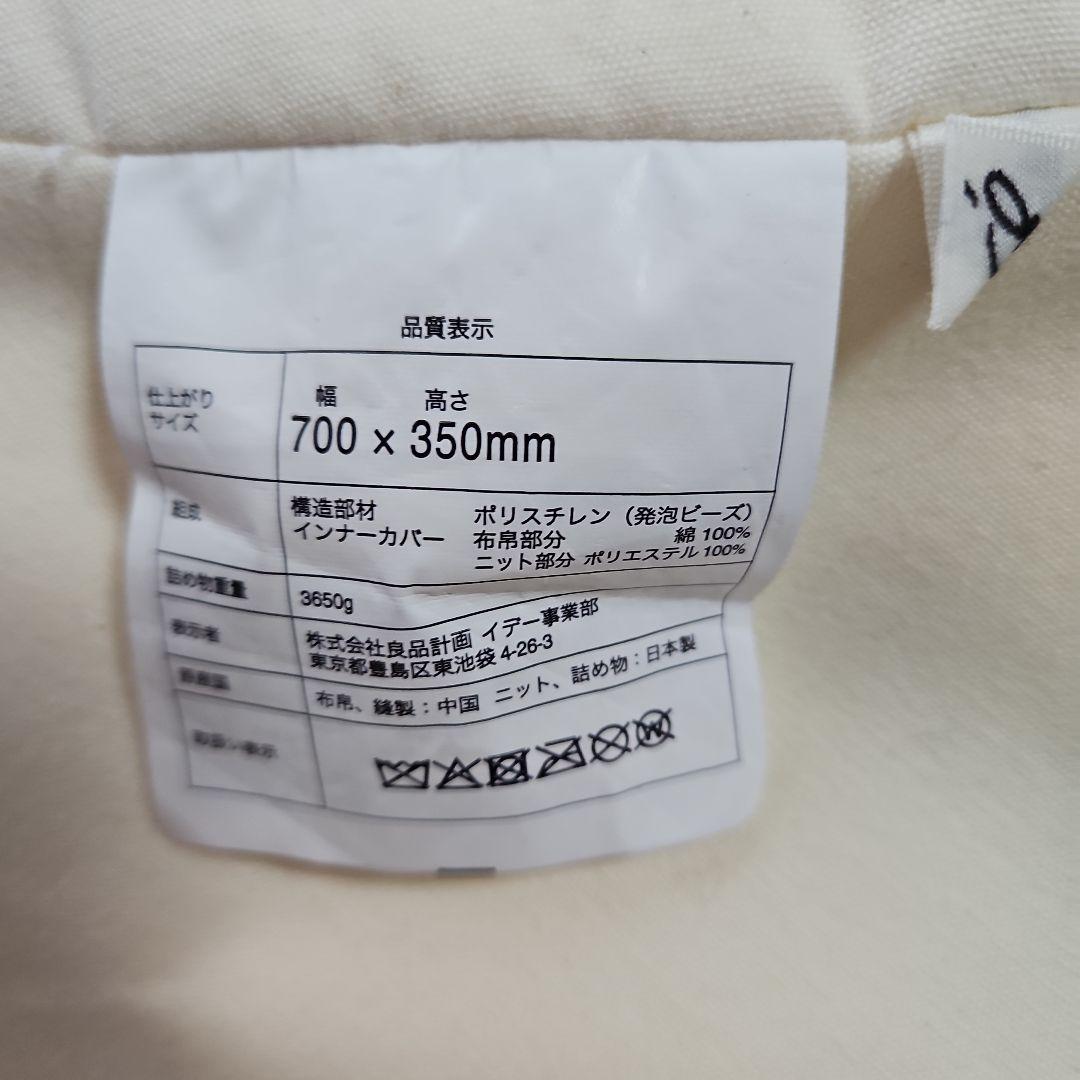 品質表示
仕上がり
サイズ
幅 高さ
700 × 350mm
組成
構造部材 ポリスチレン（発泡ビーズ）
インナーカバー 布帛部分 綿 100%
ニット部分 ポリエステル 100%
詰め物重量 3650g
表示者
株式会社良品計画 イデー事業部
東京都豊島区東池袋 4-26-3
原産国 布帛、縫製：中国 ニット、詰め物：日本製
取扱い表示